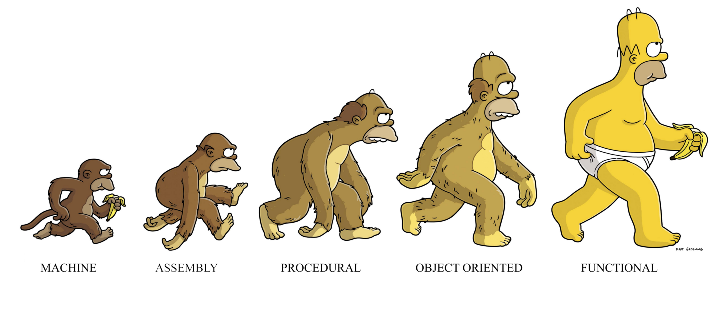 MACHINE ASSEMBLY PROCEDURAL OBJECT ORIENTED FUNCTIONAL